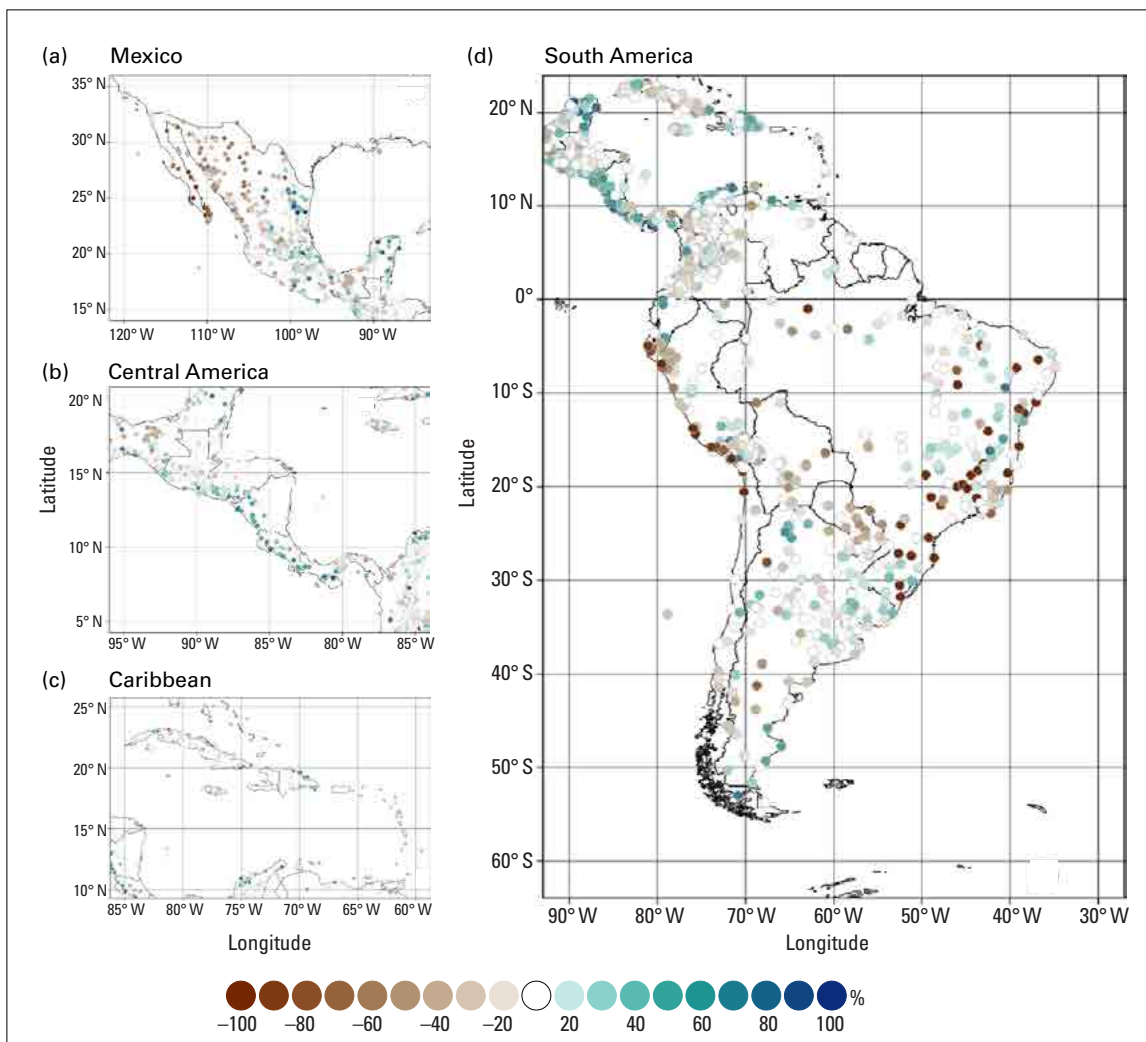 (a) Mexico
35° N
30° N
25° N
20° N
15° N
120° W 110° W 100° W 90° W
(b) Central America
20° N
15° N
10° N
5° N
95° W 90° W 85° W 80° W 85° W
Latitude
(c) Caribbean
25° N
20° N
15° N
10° N
85° W 80° W 75° W 70° W 65° W 60° W
Longitude
(d) South America
20° N
10° N
0°
10° S
20° S
30° S
40° S
50° S
60° S
Latitude
90° W 80° W 70° W 60° W 50° W 40° W 30° W
Longitude
%
–100 –80 –60 –40 –20 20 40 60 80 100